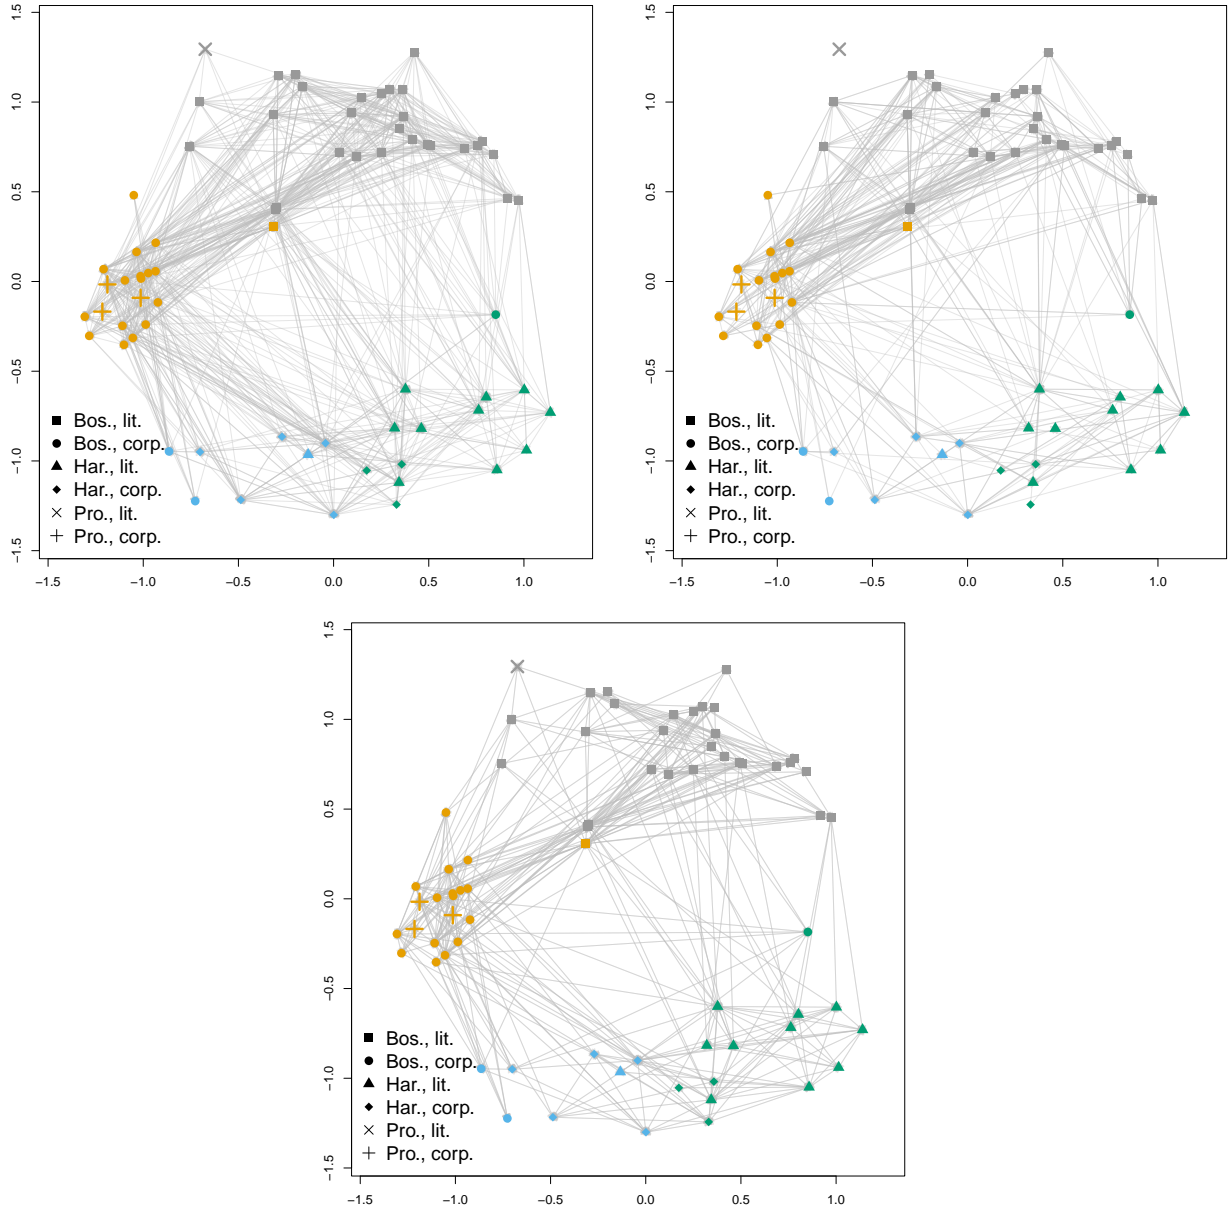 1.5
1.0
0.5
0.0
−0.5
−1.0
−1.5
Bos., lit.
Bos., corp.
Har., lit.
Har., corp.
Pro., lit.
Pro., corp.
−1.5 −1.0 −0.5 0.0 0.5 1.0
1.5
1.0
0.5
0.0
−0.5
−1.0
−1.5
Bos., lit.
Bos., corp.
Har., lit.
Har., corp.
Pro., lit.
Pro., corp.
−1.5 −1.0 −0.5 0.0 0.5 1.0
1.5
1.0
0.5
0.0
−0.5
−1.0
−1.5
Bos., lit.
Bos., corp.
Har., lit.
Har., corp.
Pro., lit.
Pro., corp.
−1.5 −1.0 −0.5 0.0 0.5 1.0